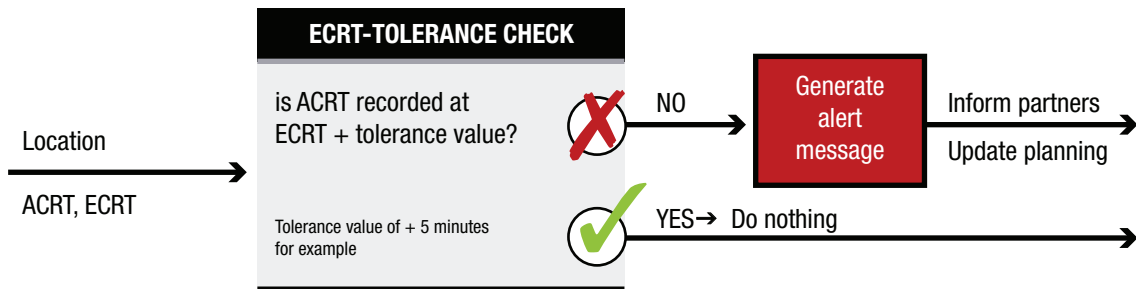 ECRT-TOLERANCE CHECK
is ACRT recorded at
ECRT + tolerance value?
Tolerance value of + 5 minutes
for example
Location
ACRT, ECRT
NO
Generate
alert
message
Inform partners
Update planning
YES→ Do nothing